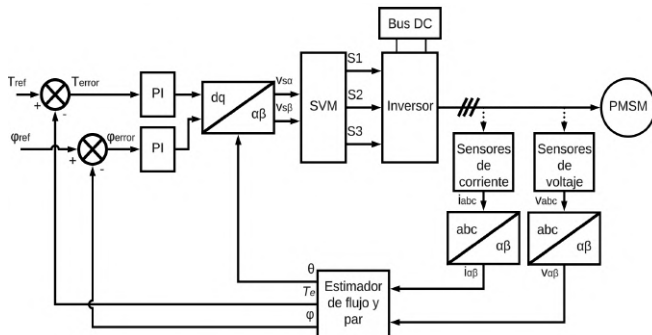 Bus DC
Tref
Terror
+
-
PI
dq
αβ
vsα
vsβ
SVM
S1
S2
S3
Inversor
PMSM
φref
φerror
+
-
PI
Sensores
de
corriente
Sensores
de
voltaje
iabc
vabc
abc
αβ
abc
αβ
iαβ
vαβ
θ
Te
φ
Estimador
de flujo y
par